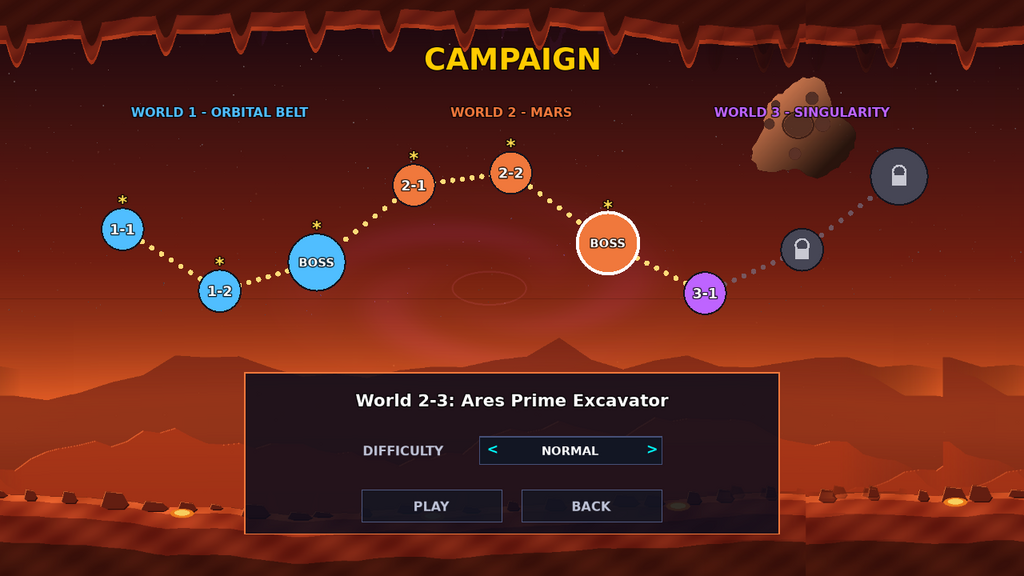 CAMPAIGN
WORLD 1 - ORBITAL BELT
WORLD 2 - MARS
WORLD 3 - SINGULARITY
*
1-1
*
1-2
*
BOSS
*
2-1
*
2-2
*
BOSS
3-1
World 2-3: Ares Prime Excavator
DIFFICULTY
< NORMAL >
PLAY
BACK